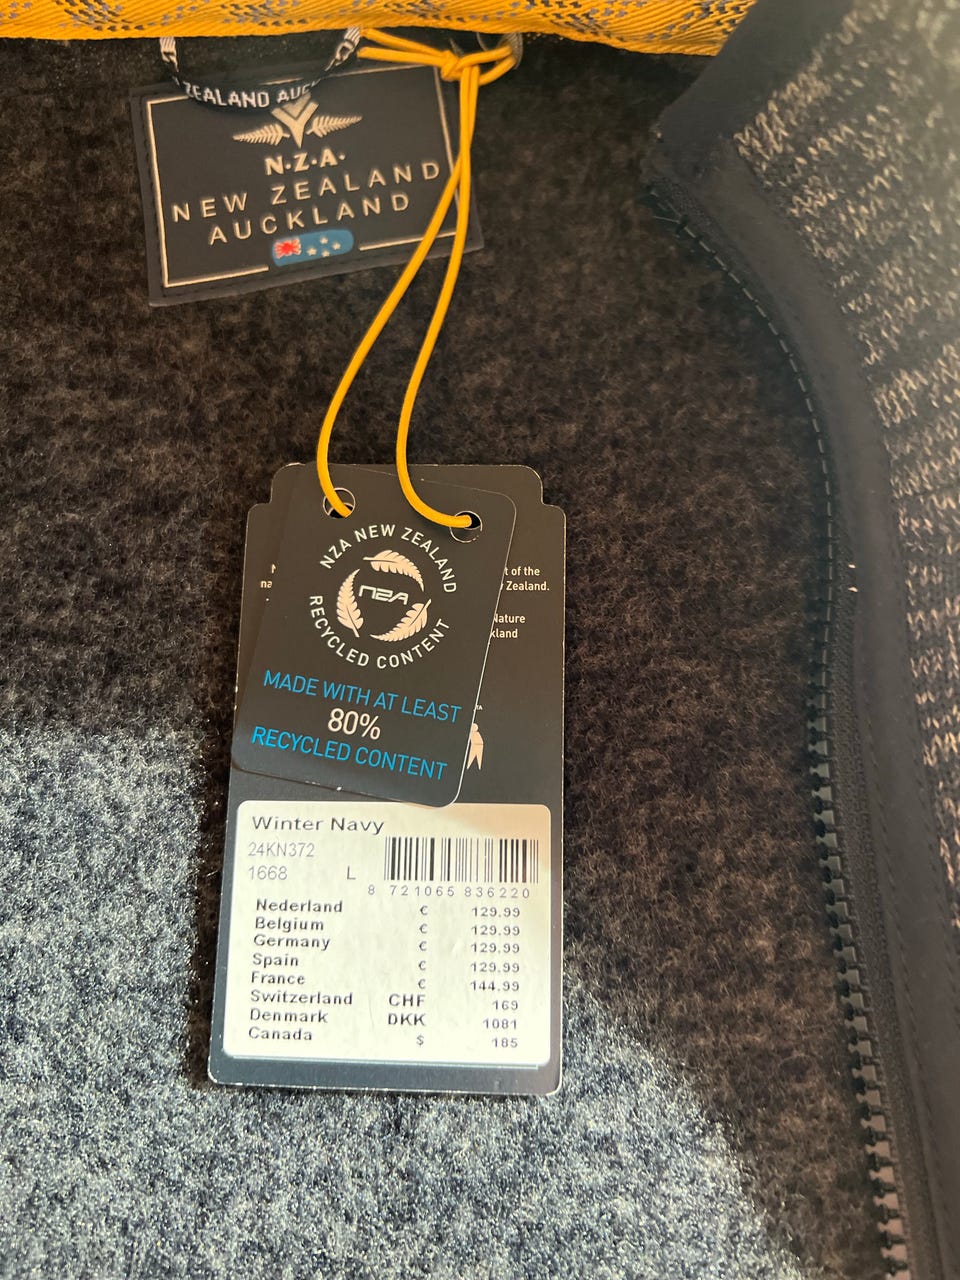 ZEALAND AUC
N.Z.A.
NEW ZEALAND
AUCKLAND
NZA NEW ZEALAND
NZA
RECYCLED CONTENT
MADE WITH AT LEAST
80%
RECYCLED CONTENT
t of the
Zealand.
Nature
kland
Winter Navy
24KN372
1668 L
8 721065 836220
Nederland € 129.99
Belgium € 129.99
Germany € 129.99
Spain € 129.99
France € 144.99
Switzerland CHF 169
Denmark DKK 1081
Canada $ 185